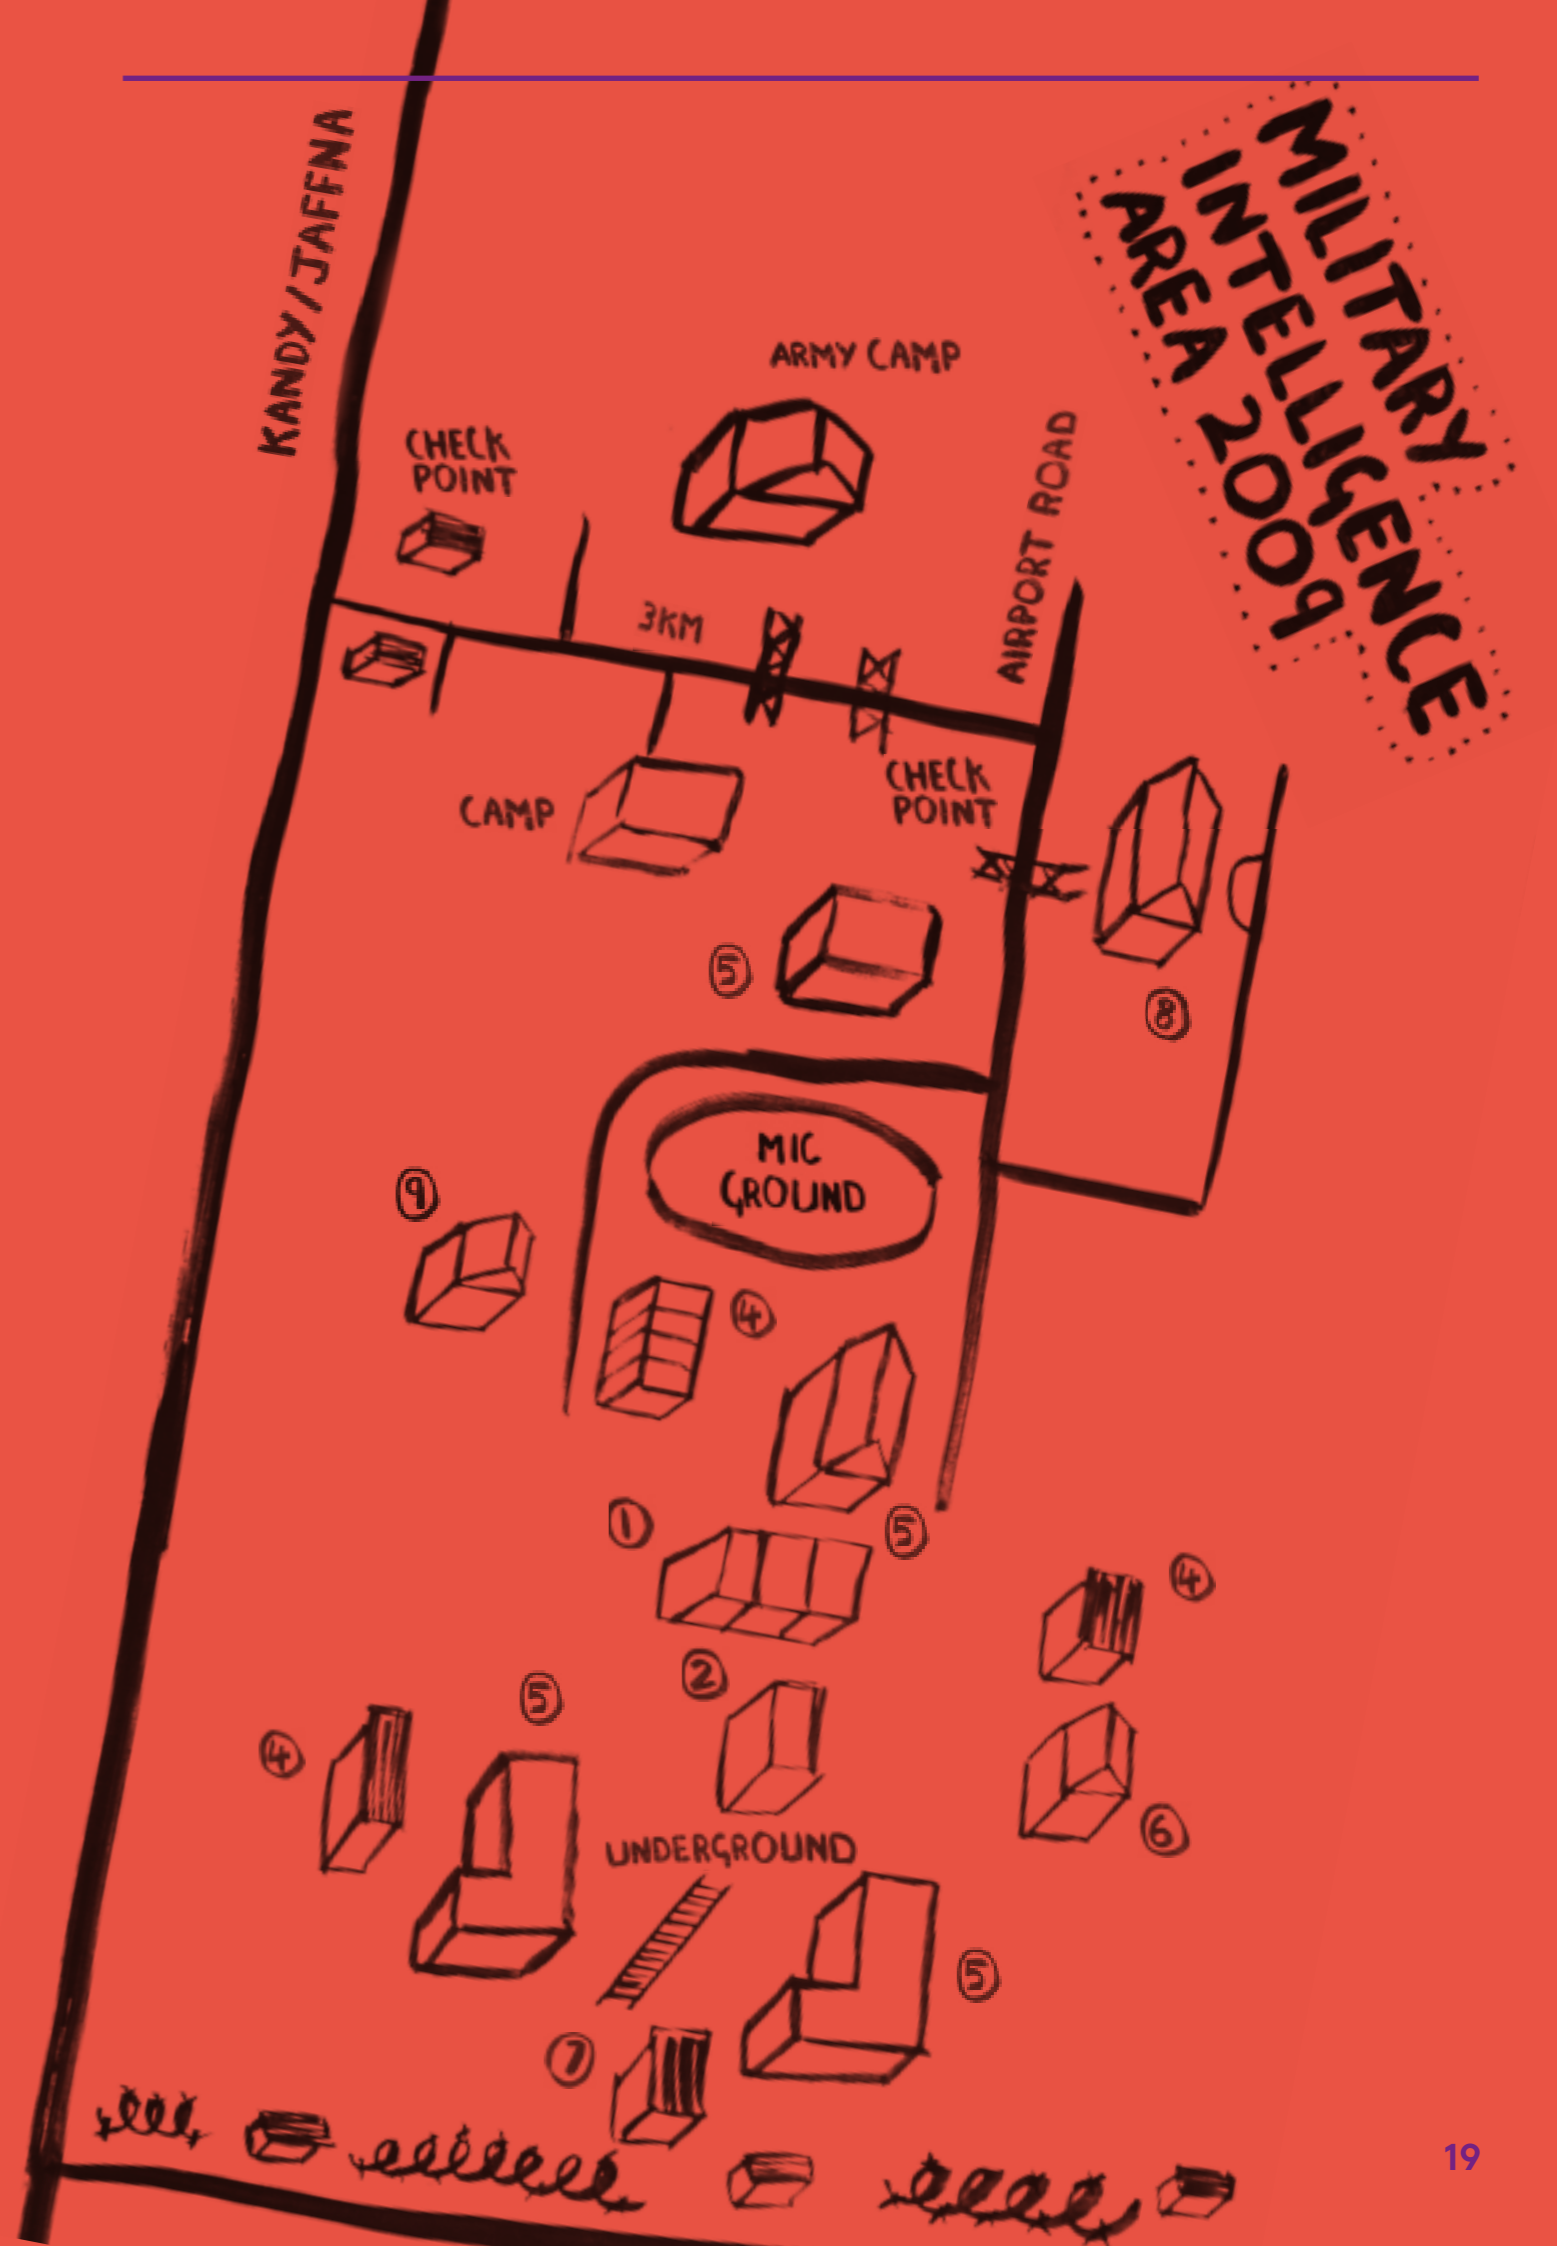 MILITARY
INTELLIGENCE
AREA 2009
KANDY/JAFFNA
ARMY CAMP
CHECK
POINT
AIRPORT ROAD
3KM
CHECK
POINT
CAMP
5
8
MIC
GROUND
9
4
1
5
4
2
5
4
6
UNDERGROUND
5
7
19